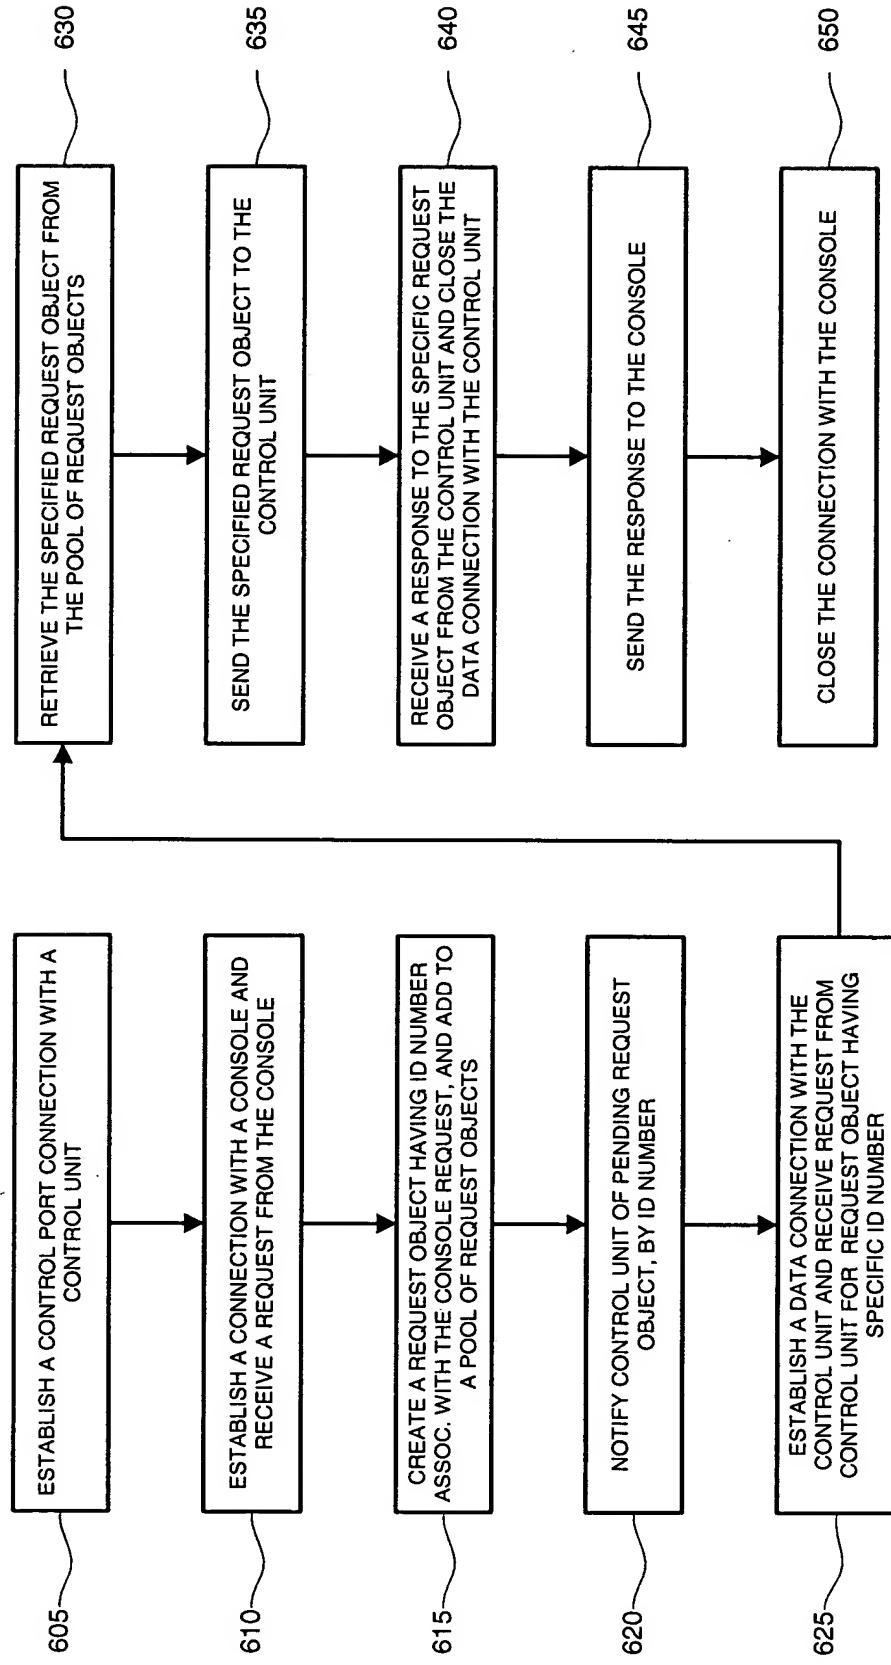 605
ESTABLISH A CONTROL PORT CONNECTION WITH A
CONTROL UNIT
610
ESTABLISH A CONNECTION WITH A CONSOLE AND
RECEIVE A REQUEST FROM THE CONSOLE
615
CREATE A REQUEST OBJECT HAVING ID NUMBER
ASSOC. WITH THE CONSOLE REQUEST, AND ADD TO
A POOL OF REQUEST OBJECTS
620
NOTIFY CONTROL UNIT OF PENDING REQUEST
OBJECT, BY ID NUMBER
625
ESTABLISH A DATA CONNECTION WITH THE
CONTROL UNIT AND RECEIVE REQUEST FROM
CONTROL UNIT FOR REQUEST OBJECT HAVING
SPECIFIC ID NUMBER
630
RETRIEVE THE SPECIFIED REQUEST OBJECT FROM
THE POOL OF REQUEST OBJECTS
635
SEND THE SPECIFIED REQUEST OBJECT TO THE
CONTROL UNIT
640
RECEIVE A RESPONSE TO THE SPECIFIC REQUEST
OBJECT FROM THE CONTROL UNIT AND CLOSE THE
DATA CONNECTION WITH THE CONTROL UNIT
645
SEND THE RESPONSE TO THE CONSOLE
650
CLOSE THE CONNECTION WITH THE CONSOLE